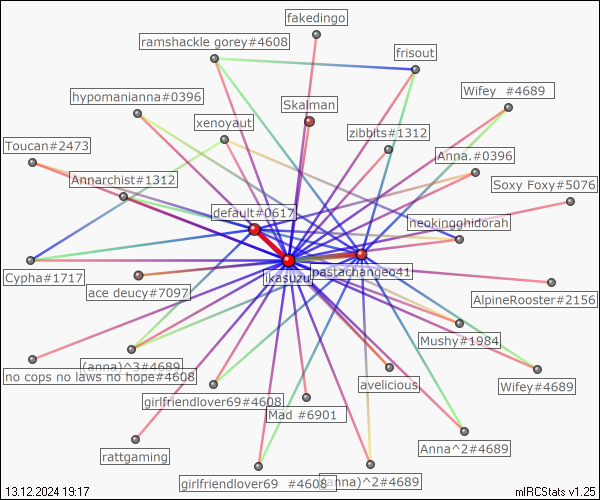 fakedingo
ramshackle gorey#4608
frisout
Wifey #4689
hypomanianna#0396
Skalman
xenoyaut
zibbits#1312
Toucan#2473
Anna.#0396
Annarchist#1312
Soxy Foxy#5076
default#0617
neokingghidorah
ikasuzu
pastachangeo41
Cypha#1717
ace deucy#7097
AlpineRooster#2156
Mushy#1984
(anna)^3#4689
no cops no laws no hope#4608
avelicious
Wifey#4689
girlfriendlover69#4608
Mad #6901
Anna^2#4689
rattgaming
girlfriendlover69 #4608
(anna)^2#4689
13.12.2024 19:17
mIRCStats v1.25